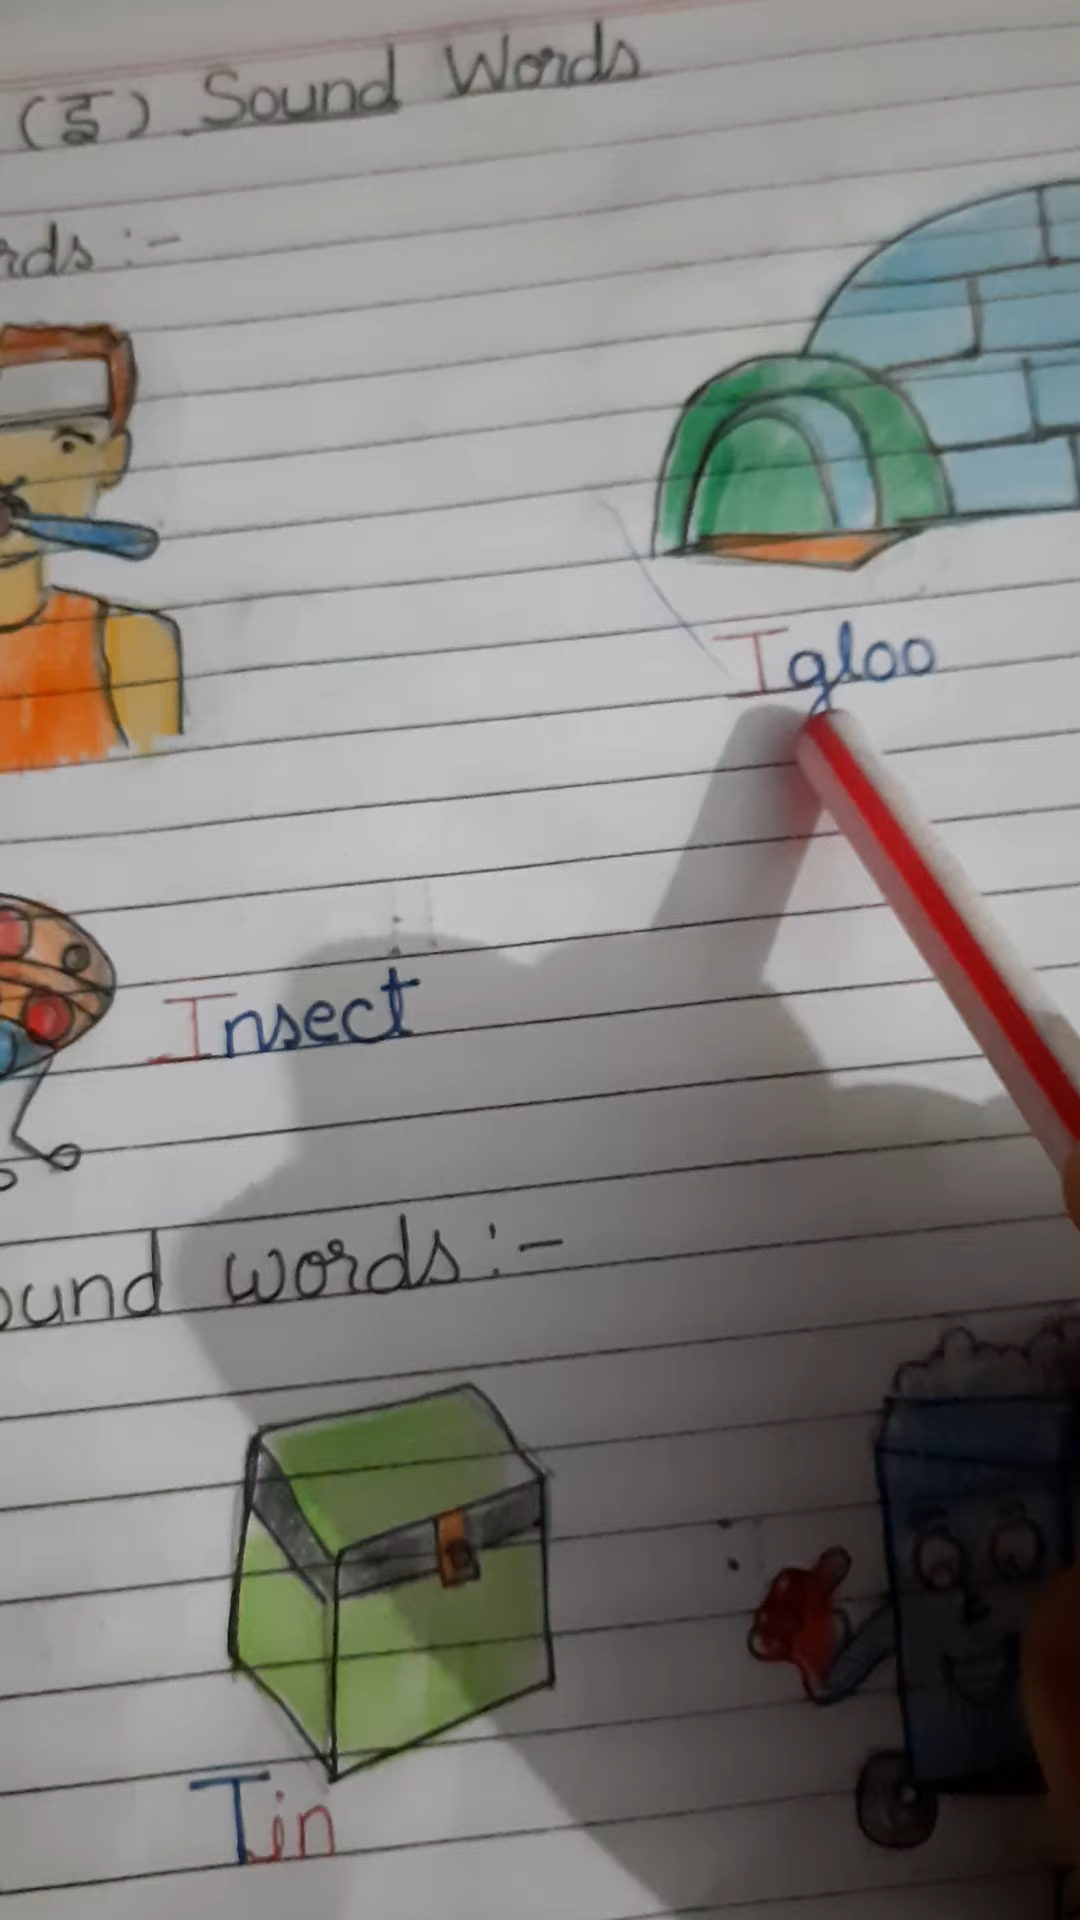 (इ) Sound Words
rds :-
Igloo
Insect
ound words :-
Tin